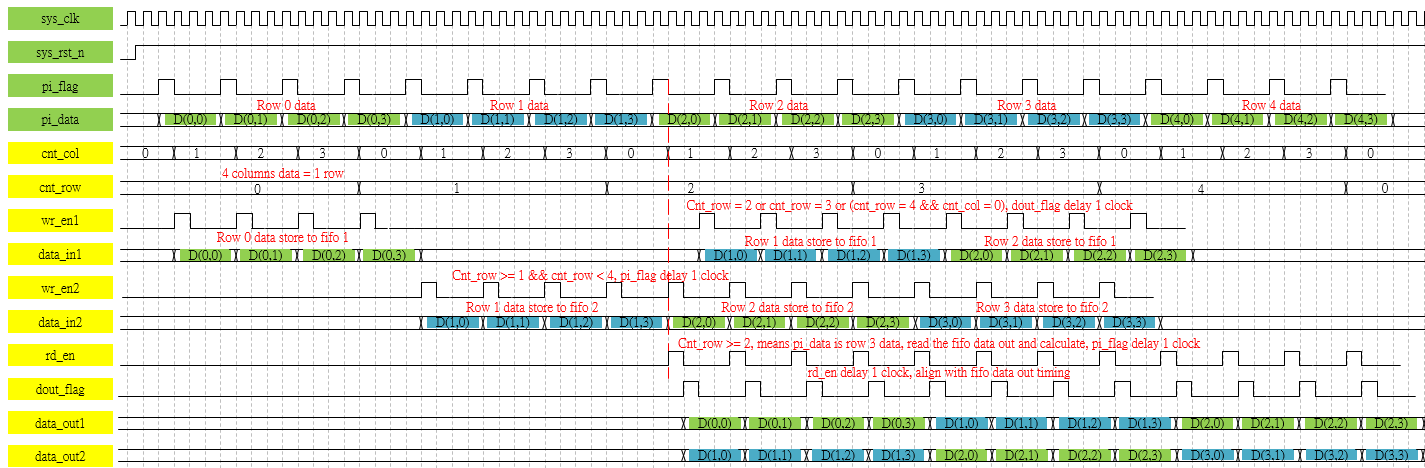 sys_clk
sys_rst_n
pi_flag
Row 0 data Row 1 data Row 2 data Row 3 data Row 4 data
pi_data D(0,0) D(0,1) D(0,2) D(0,3) D(1,0) D(1,1) D(1,2) D(1,3) D(2,0) D(2,1) D(2,2) D(2,3) D(3,0) D(3,1) D(3,2) D(3,3) D(4,0) D(4,1) D(4,2) D(4,3)
cnt_col 0 1 2 3 0 1 2 3 0 1 2 3 0 1 2 3 0 1 2 3 0
4 columns data = 1 row
cnt_row 0 1 2 3 4 0
Cnt_row = 2 or cnt_row = 3 or (cnt_row = 4 && cnt_col = 0), dout_flag delay 1 clock
wr_en1
Row 0 data store to fifo 1 Row 1 data store to fifo 1 Row 2 data store to fifo 1
data_in1 D(0,0) D(0,1) D(0,2) D(0,3) D(1,0) D(1,1) D(1,2) D(1,3) D(2,0) D(2,1) D(2,2) D(2,3)
Cnt_row >= 1 && cnt_row < 4, pi_flag delay 1 clock
wr_en2
Row 1 data store to fifo 2 Row 2 data store to fifo 2 Row 3 data store to fifo 2
data_in2 D(1,0) D(1,1) D(1,2) D(1,3) D(2,0) D(2,1) D(2,2) D(2,3) D(3,0) D(3,1) D(3,2) D(3,3)
Cnt_row >= 2, means pi_data is row 3 data, read the fifo data out and calculate, pi_flag delay 1 clock
rd_en
rd_en delay 1 clock, align with fifo data out timing
dout_flag
data_out1 D(0,0) D(0,1) D(0,2) D(0,3) D(1,0) D(1,1) D(1,2) D(1,3) D(2,0) D(2,1) D(2,2) D(2,3)
data_out2 D(1,0) D(1,1) D(1,2) D(1,3) D(2,0) D(2,1) D(2,2) D(2,3) D(3,0) D(3,1) D(3,2) D(3,3)